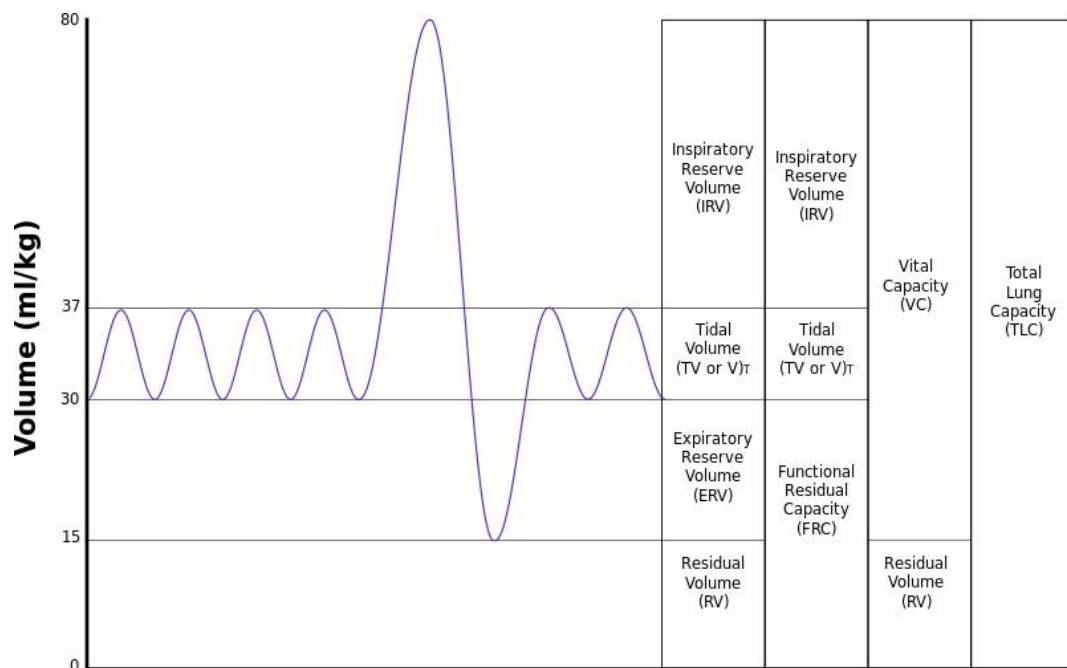 80
37
30
15
0
Volume (ml/kg)
Inspiratory
Reserve
Volume
(IRV)
Tidal
Volume
(TV or V)T
Expiratory
Reserve
Volume
(ERV)
Residual
Volume
(RV)
Inspiratory
Reserve
Volume
(IRV)
Tidal
Volume
(TV or V)T
Functional
Residual
Capacity
(FRC)
Vital
Capacity
(VC)
Residual
Volume
(RV)
Total
Lung
Capacity
(TLC)